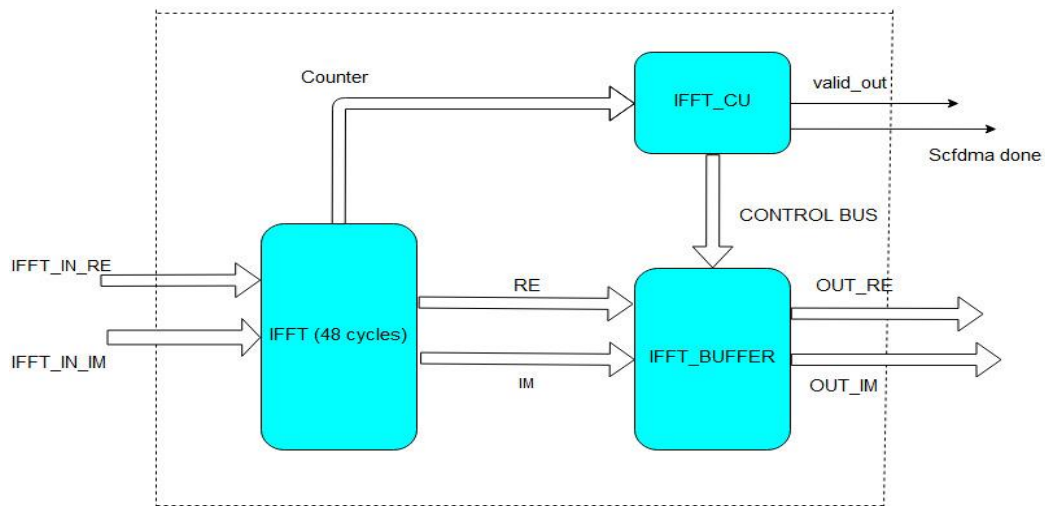 Counter
IFFT_CU
valid_out
Scfdma done
CONTROL BUS
IFFT_IN_RE
IFFT_IN_IM
IFFT (48 cycles)
RE
IM
IFFT_BUFFER
OUT_RE
OUT_IM